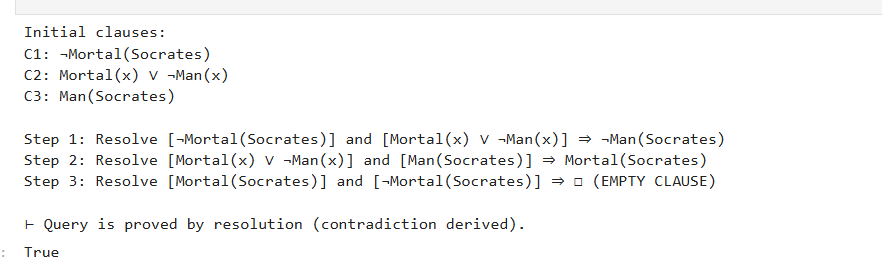 Initial clauses:
C1: ¬Mortal(Socrates)
C2: Mortal(x) ∨ ¬Man(x)
C3: Man(Socrates)
Step 1: Resolve [¬Mortal(Socrates)] and [Mortal(x) ∨ ¬Man(x)] ⇒ ¬Man(Socrates)
Step 2: Resolve [Mortal(x) ∨ ¬Man(x)] and [Man(Socrates)] ⇒ Mortal(Socrates)
Step 3: Resolve [Mortal(Socrates)] and [¬Mortal(Socrates)] ⇒ □ (EMPTY CLAUSE)
⊢ Query is proved by resolution (contradiction derived).
: True